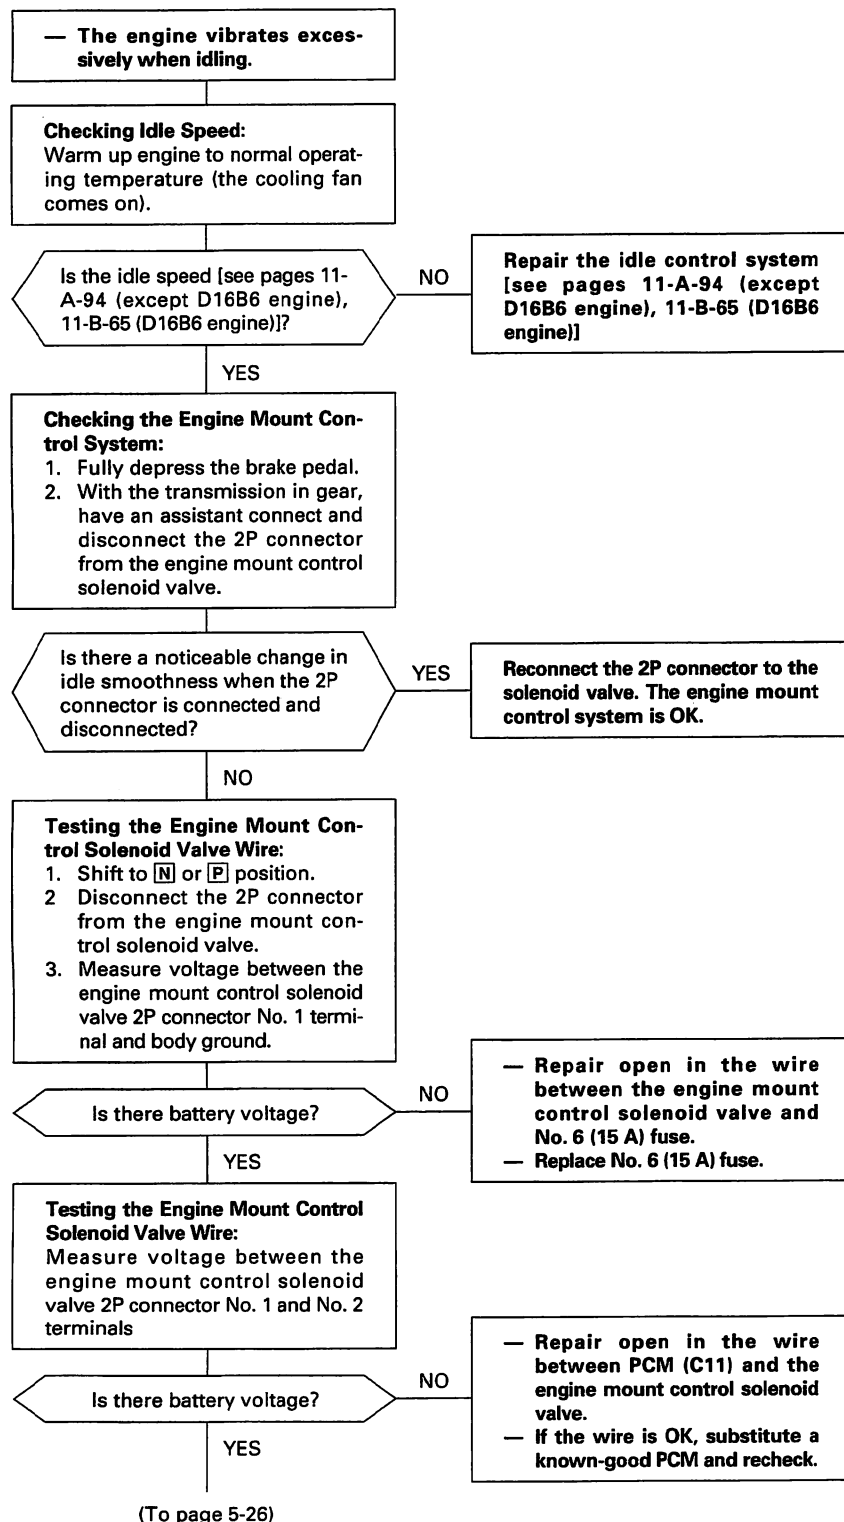 — The engine vibrates exces-
sively when idling.
Checking Idle Speed:
Warm up engine to normal operat-
ing temperature (the cooling fan
comes on).
Is the idle speed [see pages 11-
A-94 (except D16B6 engine),
11-B-65 (D16B6 engine)]?
NO
Repair the idle control system
[see pages 11-A-94 (except
D16B6 engine), 11-B-65 (D16B6
engine)]
YES
Checking the Engine Mount Con-
trol System:
1. Fully depress the brake pedal.
2. With the transmission in gear,
have an assistant connect and
disconnect the 2P connector
from the engine mount control
solenoid valve.
Is there a noticeable change in
idle smoothness when the 2P
connector is connected and
disconnected?
YES
Reconnect the 2P connector to the
solenoid valve. The engine mount
control system is OK.
NO
Testing the Engine Mount Con-
trol Solenoid Valve Wire:
1. Shift to N or P position.
2 Disconnect the 2P connector
from the engine mount con-
trol solenoid valve.
3. Measure voltage between the
engine mount control solenoid
valve 2P connector No. 1 termi-
nal and body ground.
Is there battery voltage?
NO
— Repair open in the wire
between the engine mount
control solenoid valve and
No. 6 (15 A) fuse.
— Replace No. 6 (15 A) fuse.
YES
Testing the Engine Mount Control
Solenoid Valve Wire:
Measure voltage between the
engine mount control solenoid
valve 2P connector No. 1 and No. 2
terminals
Is there battery voltage?
NO
— Repair open in the wire
between PCM (C11) and the
engine mount control solenoid
valve.
— If the wire is OK, substitute a
known-good PCM and recheck.
YES
(To page 5-26)